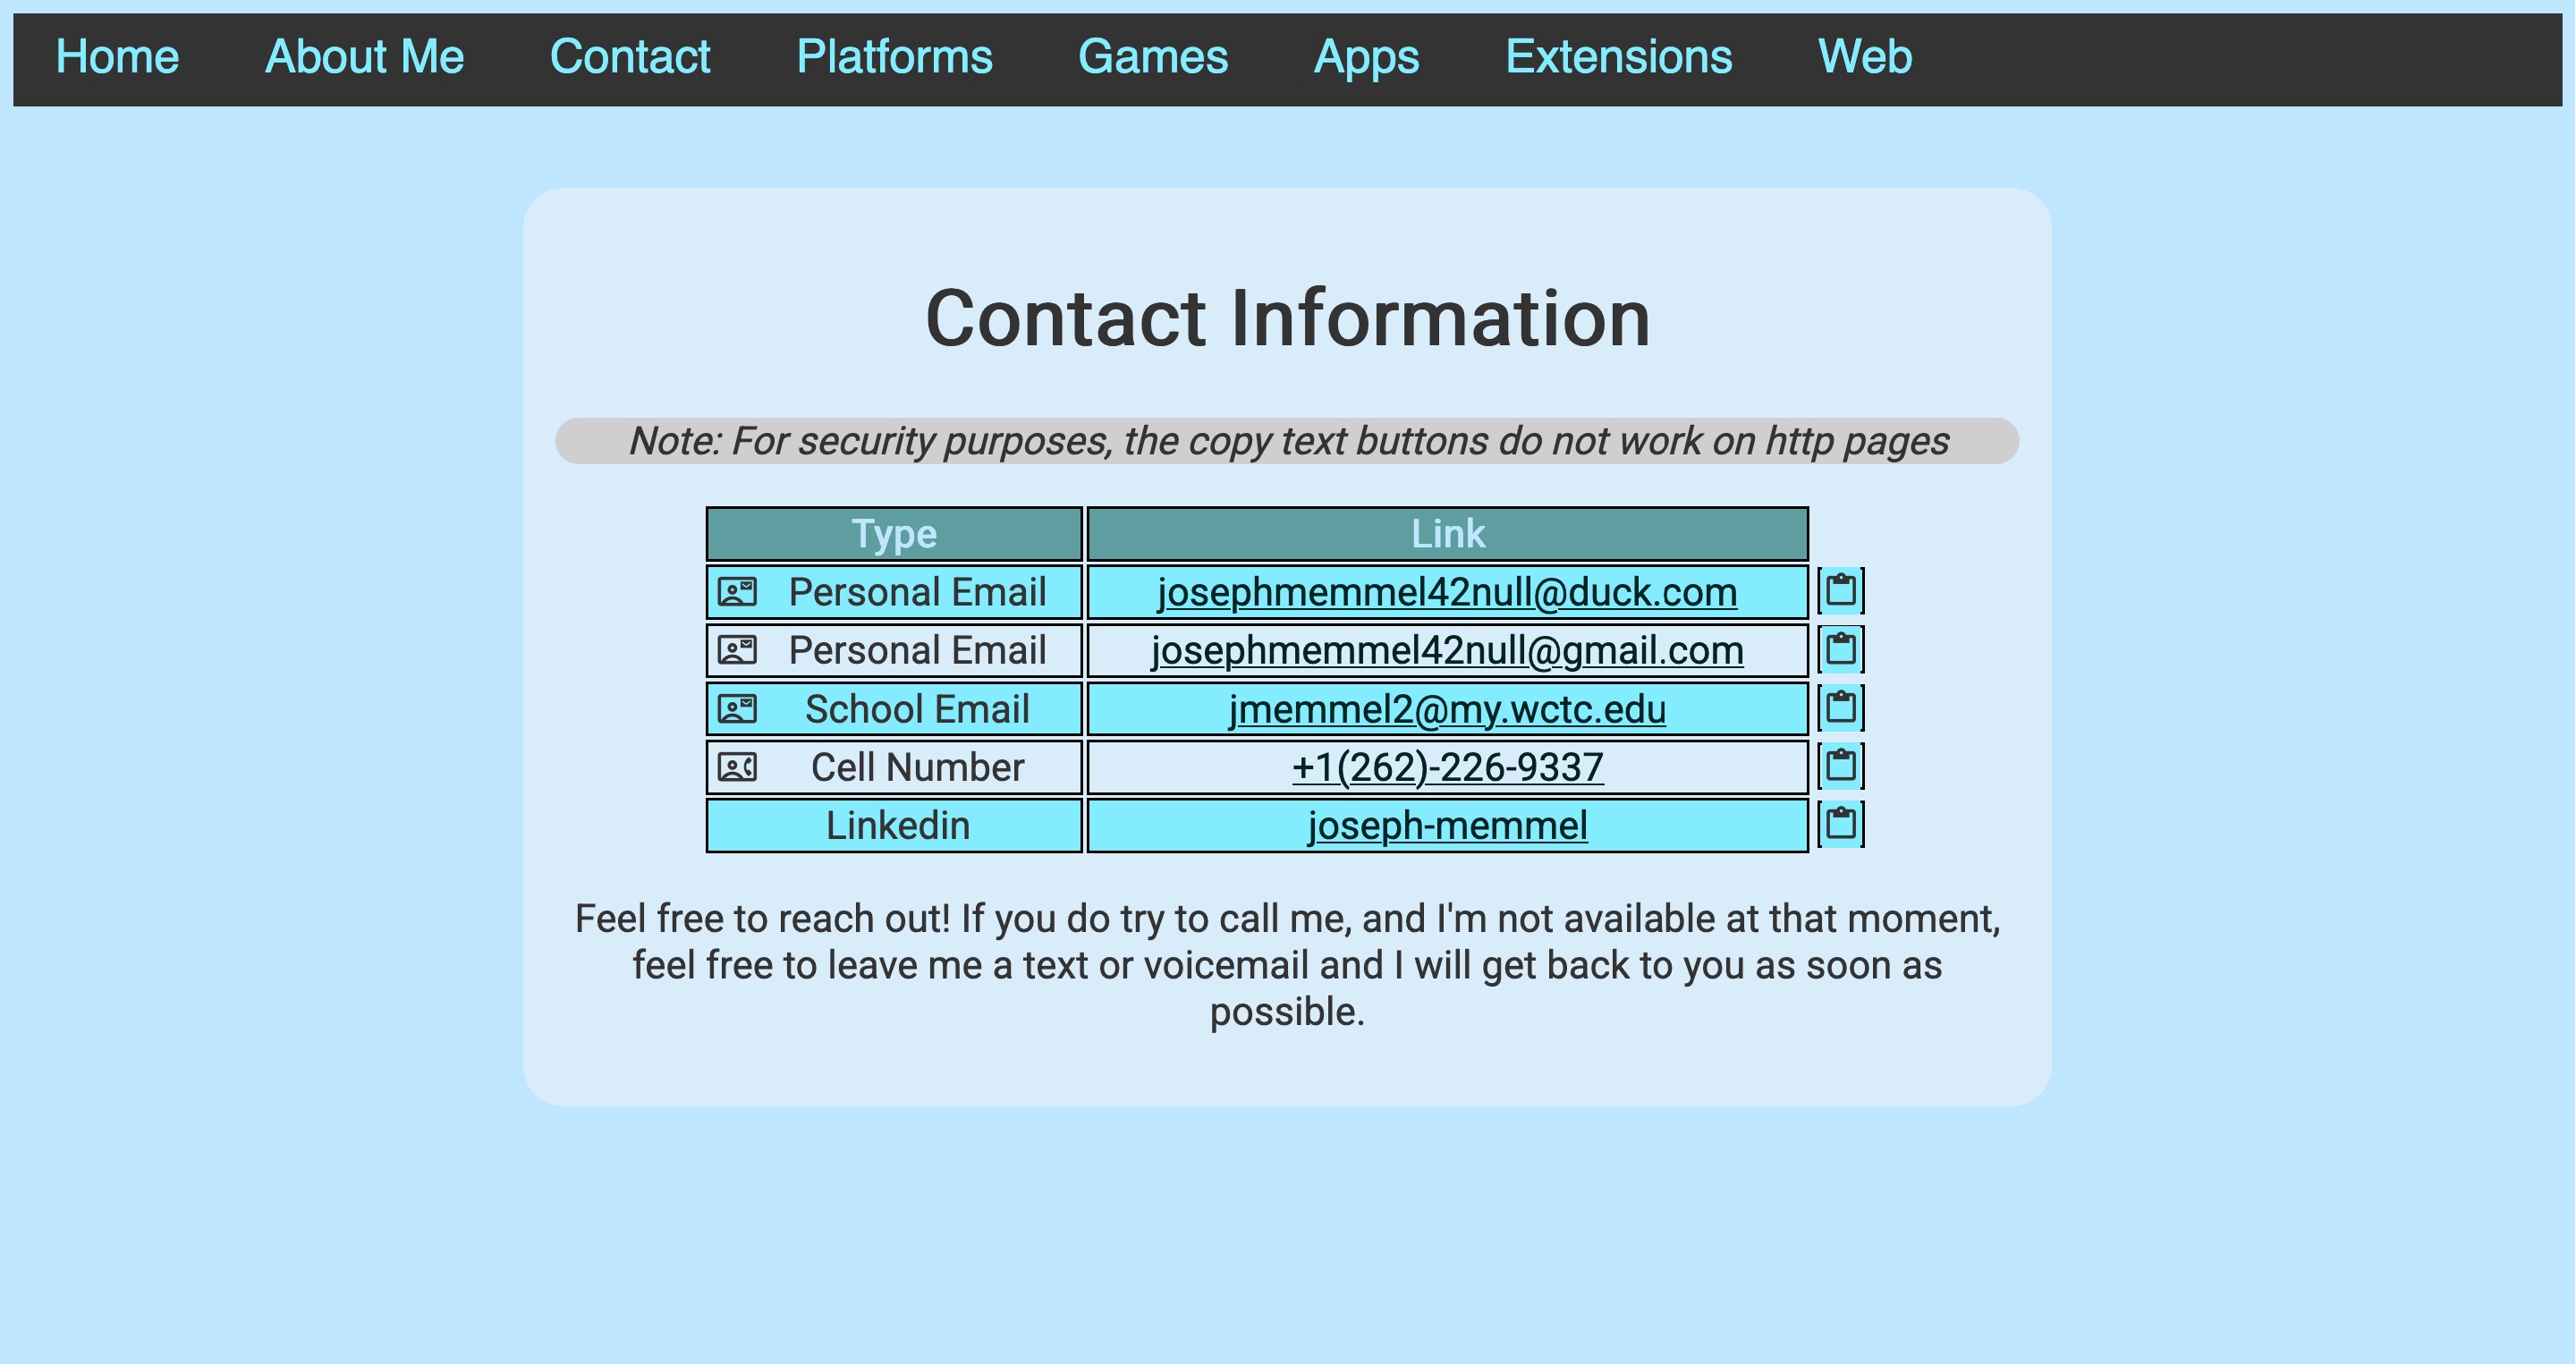 Home About Me Contact Platforms Games Apps Extensions Web
Contact Information
Note: For security purposes, the copy text buttons do not work on http pages
Type Link
Personal Email josephmemmel42null@duck.com
Personal Email josephmemmel42null@gmail.com
School Email jmemmel2@my.wctc.edu
Cell Number +1(262)-226-9337
Linkedin joseph-memmel
Feel free to reach out! If you do try to call me, and I'm not available at that moment,
feel free to leave me a text or voicemail and I will get back to you as soon as
possible.